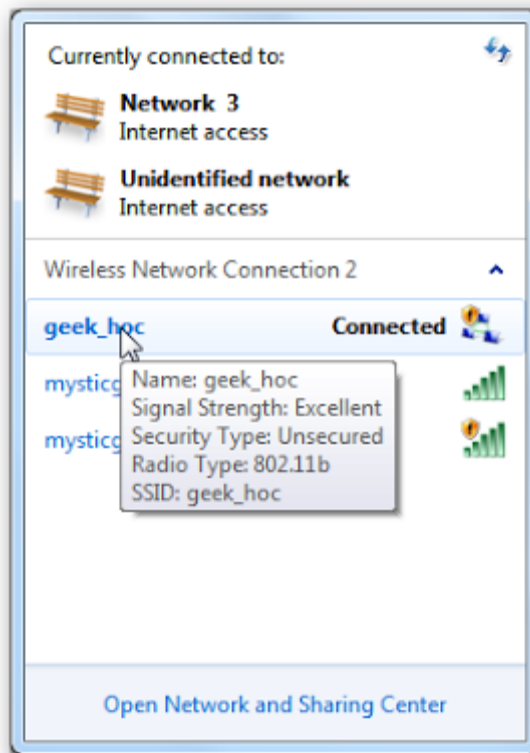 Currently connected to:
Network 3
Internet access
Unidentified network
Internet access
Wireless Network Connection 2
geek_hoc Connected
Name: geek_hoc
Signal Strength: Excellent
Security Type: Unsecured
Radio Type: 802.11b
SSID: geek_hoc
Open Network and Sharing Center